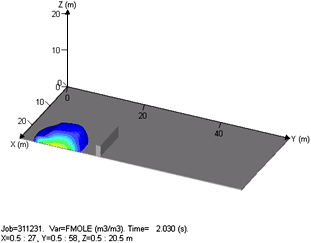 Z (m)
20
10
0
0
0
10
20
20
40
X (m)
Y (m)
Job=311231. Var=FMOLE (m3/m3). Time= 2.030 (s).
X=0.5 : 27, Y=0.5 : 58, Z=0.5 : 20.5 m